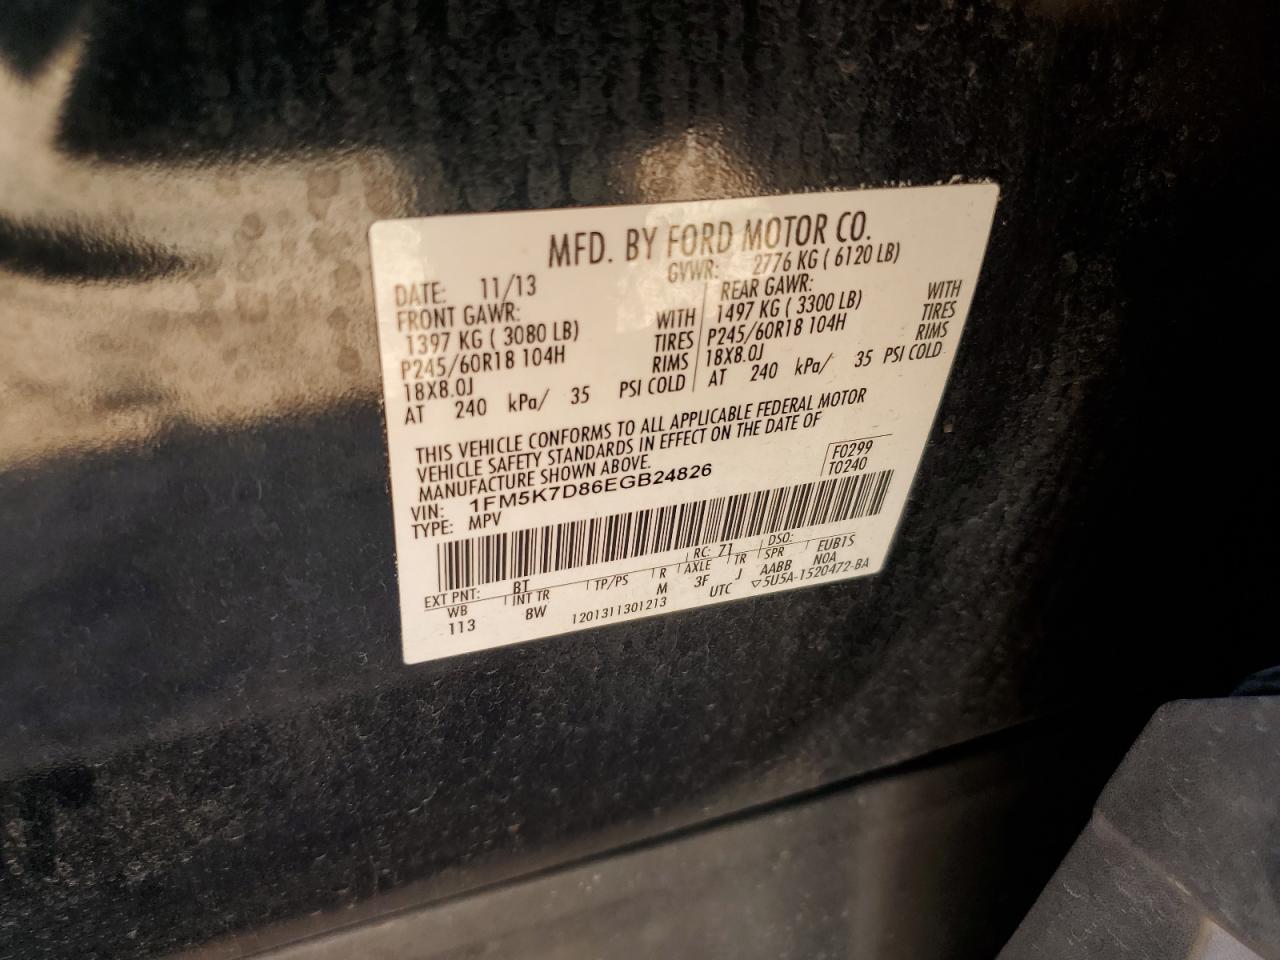 MFD. BY FORD MOTOR CO.
DATE: 11/13
GVWR: 2776 KG ( 6120 LB)
FRONT GAWR:
1397 KG ( 3080 LB) WITH
P245/60R18 104H TIRES
18X8.0J RIMS
AT 240 kPa/ 35 PSI COLD
REAR GAWR:
1497 KG ( 3300 LB) WITH
P245/60R18 104H TIRES
18X8.0J RIMS
AT 240 kPa/ 35 PSI COLD
THIS VEHICLE CONFORMS TO ALL APPLICABLE FEDERAL MOTOR
VEHICLE SAFETY STANDARDS IN EFFECT ON THE DATE OF
MANUFACTURE SHOWN ABOVE.
F0299
T0240
VIN: 1FM5K7D86EGB24826
TYPE: MPV
EXT PNT: BT RC: 71 DSO:
WB INT TR TP/PS R AXLE TR SPR EUB1S
113 BW M 3F J AABB N0A
1201311301213 UTC ▽5U5A-1520472-BA